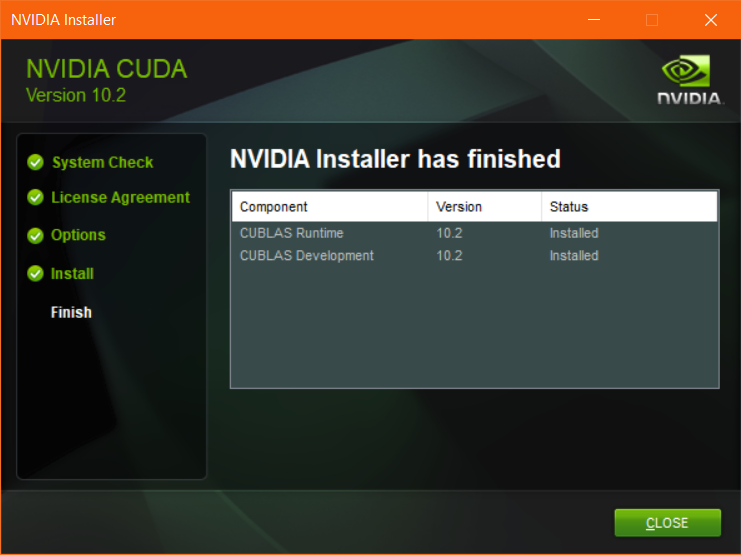 NVIDIA Installer
NVIDIA CUDA
Version 10.2
NVIDIA.
System Check
License Agreement
Options
Install
Finish
NVIDIA Installer has finished
Component Version Status
CUBLAS Runtime 10.2 Installed
CUBLAS Development 10.2 Installed
CLOSE